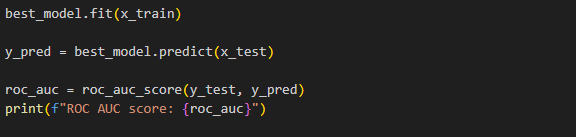 best_model.fit(x_train)
y_pred = best_model.predict(x_test)
roc_auc = roc_auc_score(y_test, y_pred)
print(f"ROC AUC score: {roc_auc}")